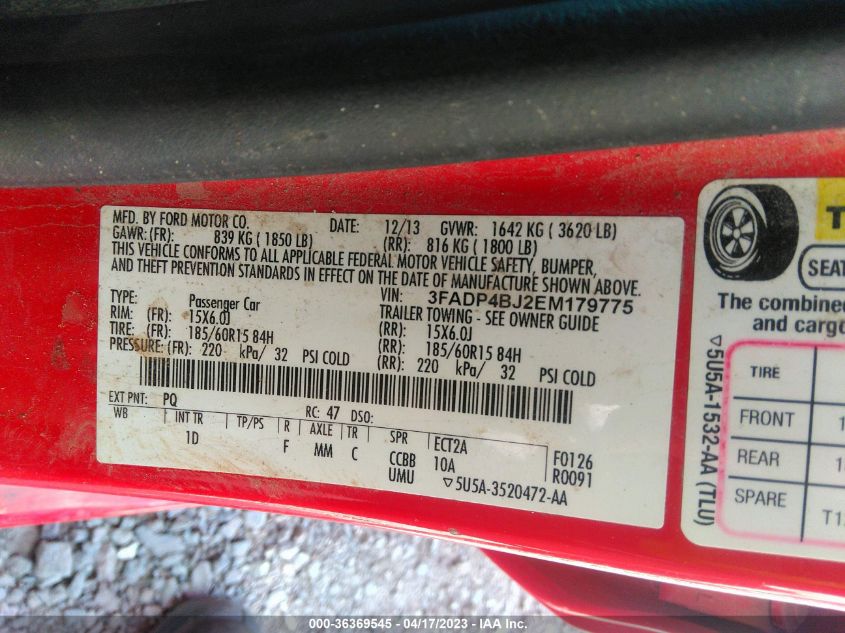 MFD. BY FORD MOTOR CO. DATE: 12/13 GVWR: 1642 KG ( 3620 LB)
GAWR:(FR): 839 KG ( 1850 LB) (RR): 816 KG ( 1800 LB)
THIS VEHICLE CONFORMS TO ALL APPLICABLE FEDERAL MOTOR VEHICLE SAFETY, BUMPER,
AND THEFT PREVENTION STANDARDS IN EFFECT ON THE DATE OF MANUFACTURE SHOWN ABOVE.
VIN: 3FADP4BJ2EM179775
TYPE: Passenger Car TRAILER TOWING - SEE OWNER GUIDE
RIM: (FR): 15X6.0J (RR): 15X6.0J
TIRE: (FR): 185/60R15 84H (RR): 185/60R15 84H
PRESSURE: (FR): 220 kPa/ 32 PSI COLD (RR): 220 kPa/ 32 PSI COLD
EXT PNT: PQ RC: 47 DSO:
WB INT TR TP/PS R AXLE TR SPR ECT2A F0126
1D F MM C CCBB 10A R0091
UMU ▽5U5A-3520472-AA
SEAT
The combined
and cargo
TIRE
FRONT 1
REAR
SPARE T1
▽5U5A-1532-AA (TLU)
000-36369545 - 04/17/2023 - IAA Inc.